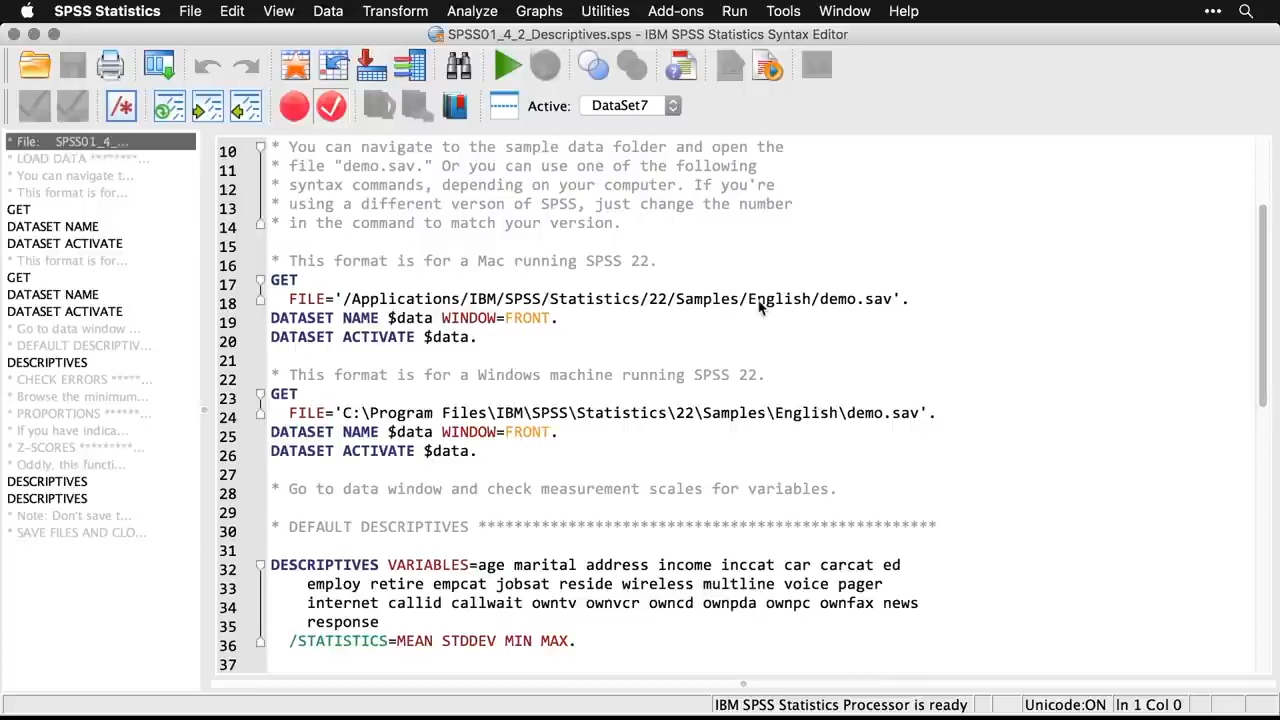 SPSS Statistics File Edit View Data Transform Analyze Graphs Utilities Add-ons Run Tools Window Help
SPSS01_4_2_Descriptives.sps - IBM SPSS Statistics Syntax Editor
Active: DataSet7
* File: SPSS01_4_...
* LOAD DATA *******...
* You can navigate t...
* This format is for...
GET
DATASET NAME
DATASET ACTIVATE
* This format is for...
GET
DATASET NAME
DATASET ACTIVATE
* Go to data window ...
* DEFAULT DESCRIPTIV...
DESCRIPTIVES
* CHECK ERRORS *****...
* Browse the minimum...
* PROPORTIONS ******...
* If you have indica...
* Z-SCORES *********...
* Oddly, this functi...
DESCRIPTIVES
DESCRIPTIVES
* Note: Don't save t...
* SAVE FILES AND CLO...
10 * You can navigate to the sample data folder and open the
11 * file "demo.sav." Or you can use one of the following
12 * syntax commands, depending on your computer. If you're
13 * using a different verson of SPSS, just change the number
14 * in the command to match your version.
15
16 * This format is for a Mac running SPSS 22.
17 GET
18 FILE='/Applications/IBM/SPSS/Statistics/22/Samples/English/demo.sav'.
19 DATASET NAME $data WINDOW=FRONT.
20 DATASET ACTIVATE $data.
21
22 * This format is for a Windows machine running SPSS 22.
23 GET
24 FILE='C:\Program Files\IBM\SPSS\Statistics\22\Samples\English\demo.sav'.
25 DATASET NAME $data WINDOW=FRONT.
26 DATASET ACTIVATE $data.
27
28 * Go to data window and check measurement scales for variables.
29
30 * DEFAULT DESCRIPTIVES ***************************************************
31
32 DESCRIPTIVES VARIABLES=age marital address income inccat car carcat ed
33 employ retire empcat jobsat reside wireless multline voice pager
34 internet callid callwait owntv ownvcr owncd ownpda ownpc ownfax news
35 response
36 /STATISTICS=MEAN STDDEV MIN MAX.
37
IBM SPSS Statistics Processor is ready Unicode:ON In 1 Col 0